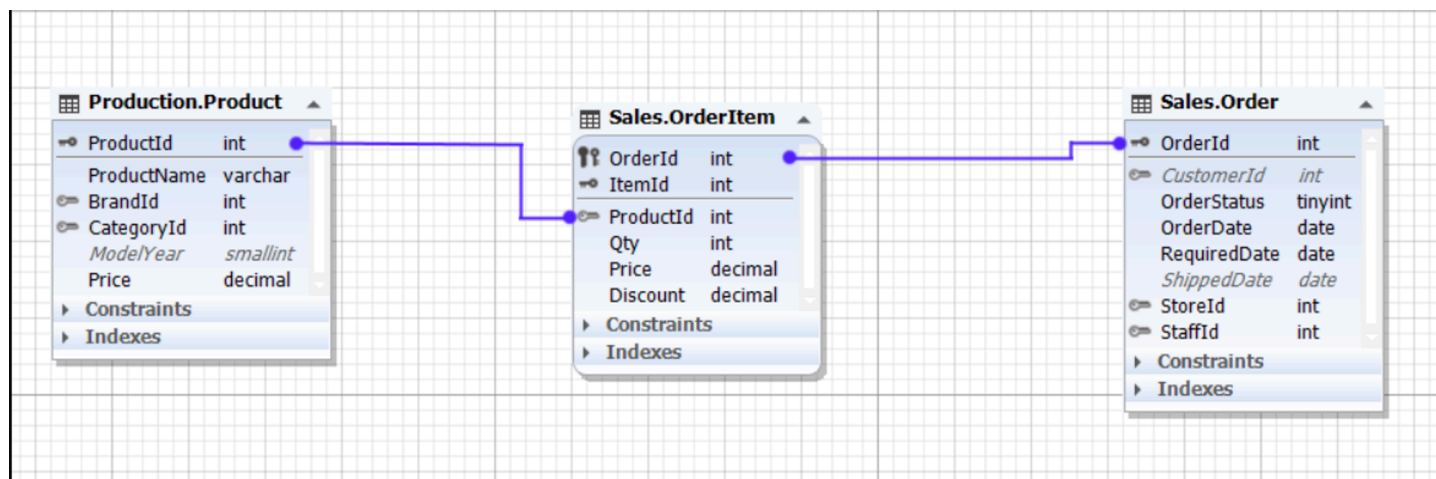 Production.Product
ProductId int
ProductName varchar
BrandId int
CategoryId int
ModelYear smallint
Price decimal
Constraints
Indexes
Sales.OrderItem
OrderId int
ItemId int
ProductId int
Qty int
Price decimal
Discount decimal
Constraints
Indexes
Sales.Order
OrderId int
CustomerId int
OrderStatus tinyint
OrderDate date
RequiredDate date
ShippedDate date
StoreId int
StaffId int
Constraints
Indexes